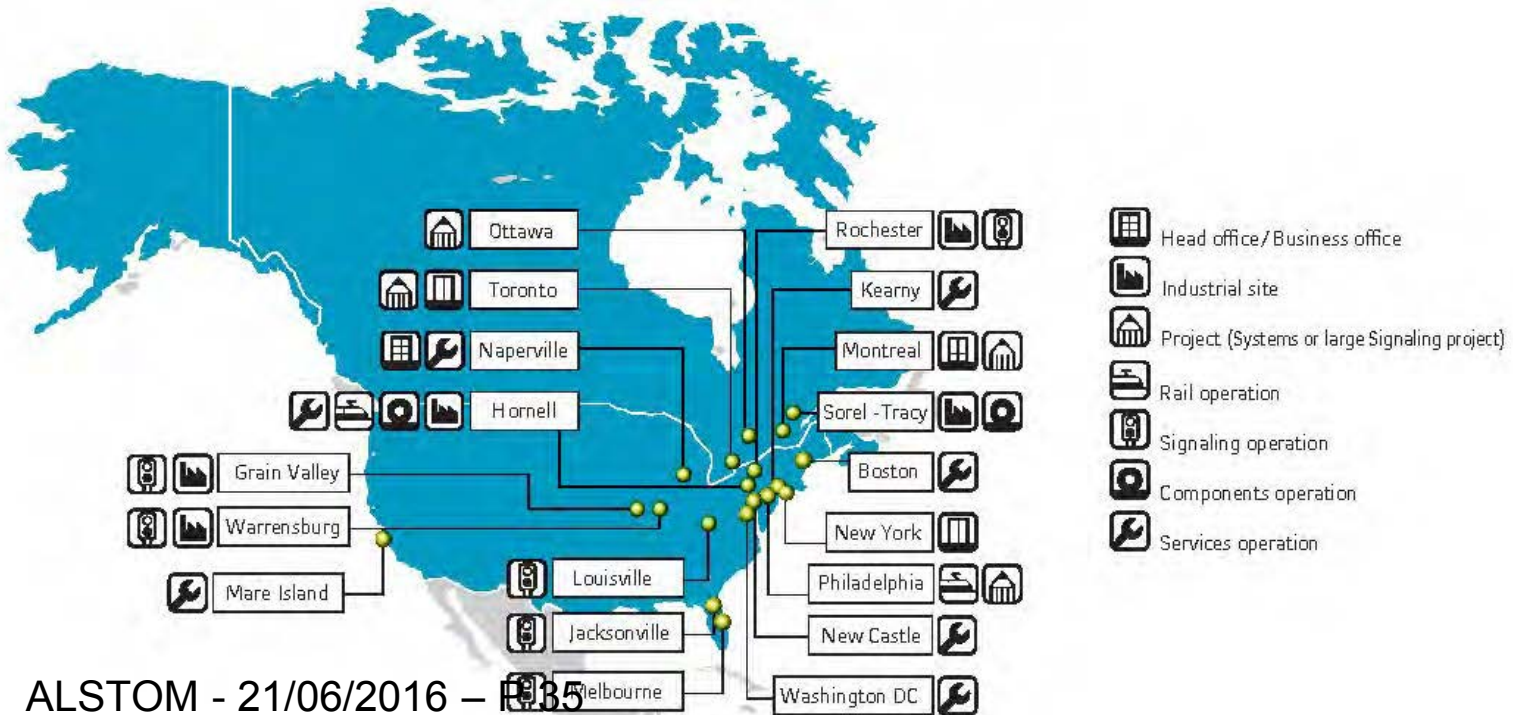 Ottawa
Toronto
Naperville
Hornell
Grain Valley
Warrensburg
Mare Island
Louisville
Jacksonville
Melbourne
Rochester
Kearny
Montreal
Sorel -Tracy
Boston
New York
Philadelphia
New Castle
Washington DC
Head office/Business office
Industrial site
Project (Systems or large Signaling project)
Rail operation
Signaling operation
Components operation
Services operation
ALSTOM - 21/06/2016 – P.35